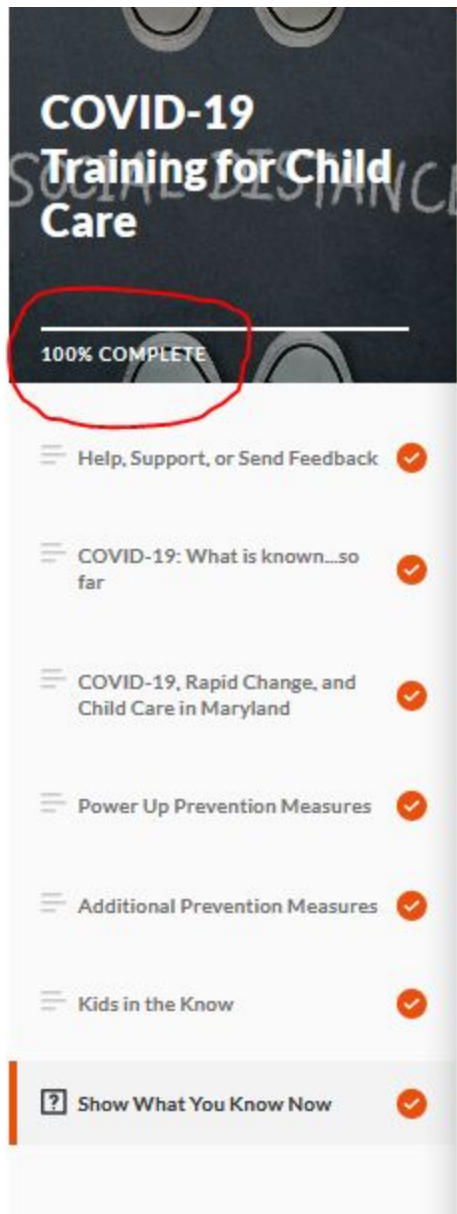 COVID-19
Training for Child
Care
SOCIAL DISTANC
100% COMPLETE
Help, Support, or Send Feedback
COVID-19: What is known...so
far
COVID-19, Rapid Change, and
Child Care in Maryland
Power Up Prevention Measures
Additional Prevention Measures
Kids in the Know
Show What You Know Now